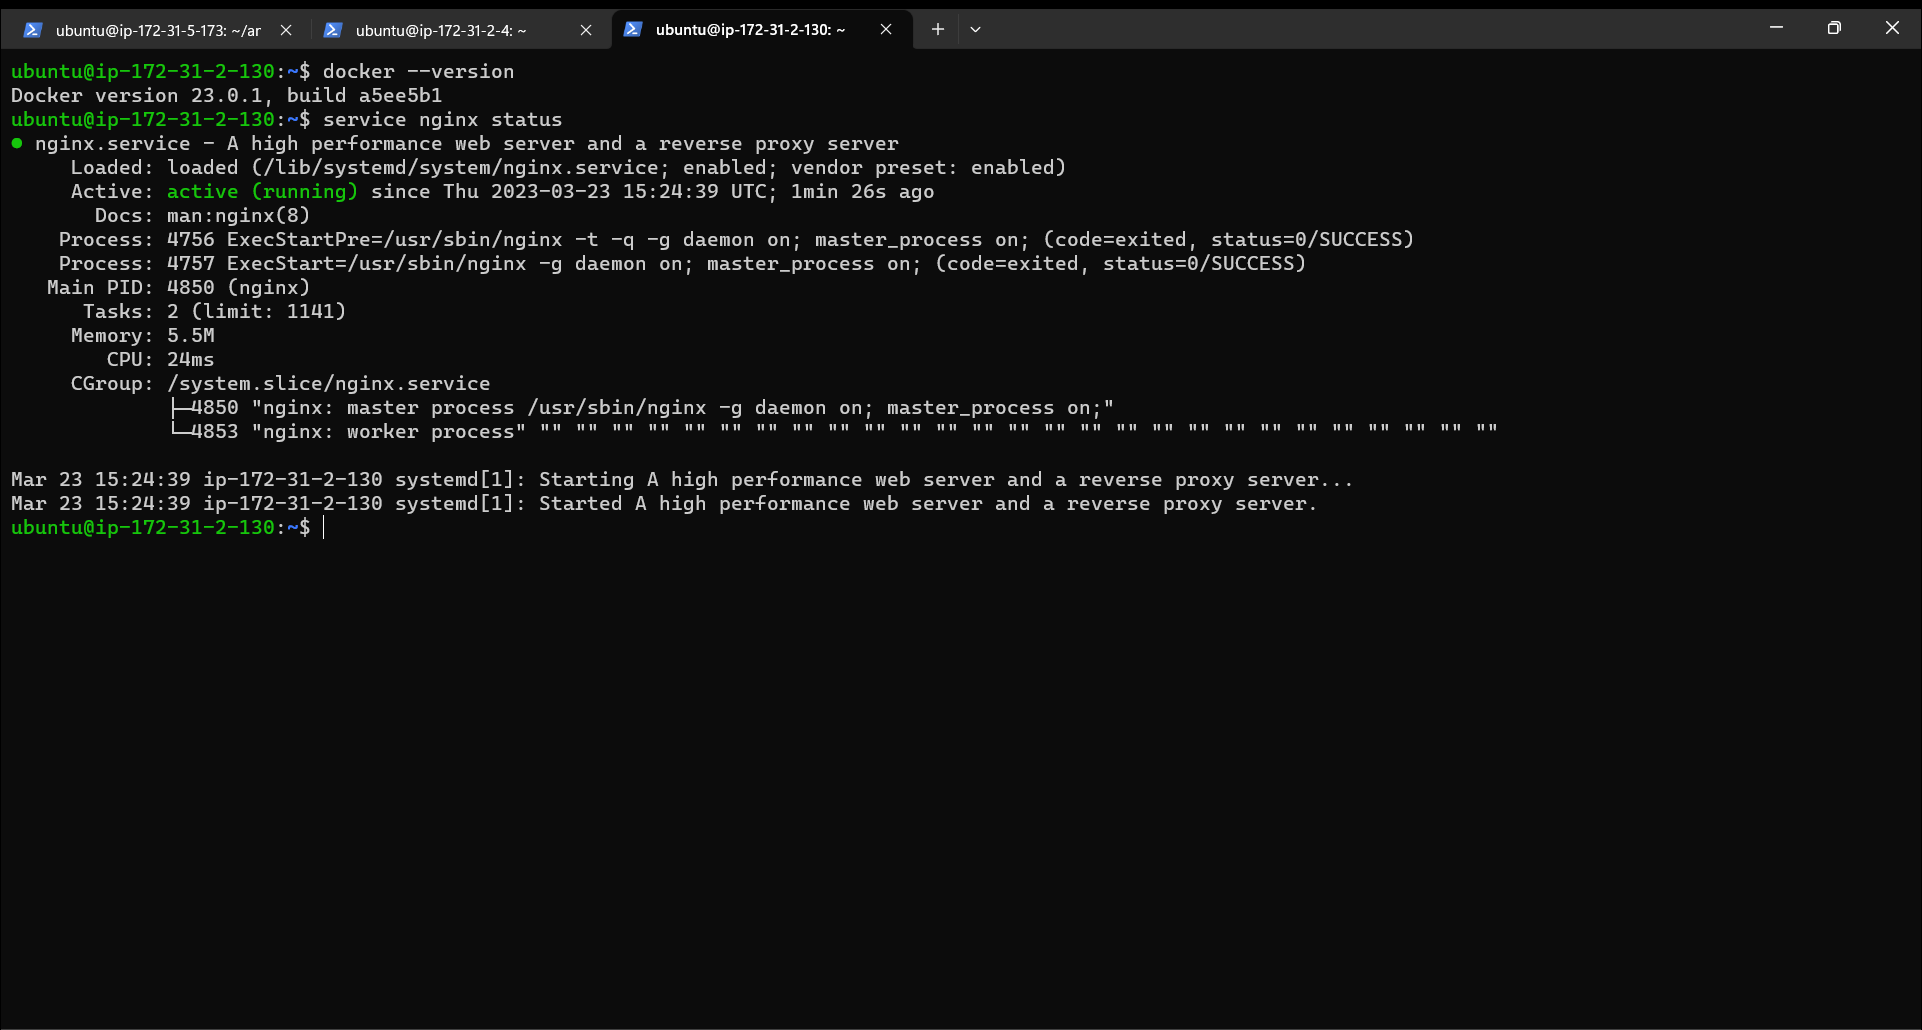 ubuntu@ip-172-31-5-173: ~/ar
ubuntu@ip-172-31-2-4: ~
ubuntu@ip-172-31-2-130: ~
ubuntu@ip-172-31-2-130:~$ docker --version
Docker version 23.0.1, build a5ee5b1
ubuntu@ip-172-31-2-130:~$ service nginx status
● nginx.service - A high performance web server and a reverse proxy server
     Loaded: loaded (/lib/systemd/system/nginx.service; enabled; vendor preset: enabled)
     Active: active (running) since Thu 2023-03-23 15:24:39 UTC; 1min 26s ago
       Docs: man:nginx(8)
    Process: 4756 ExecStartPre=/usr/sbin/nginx -t -q -g daemon on; master_process on; (code=exited, status=0/SUCCESS)
    Process: 4757 ExecStart=/usr/sbin/nginx -g daemon on; master_process on; (code=exited, status=0/SUCCESS)
   Main PID: 4850 (nginx)
      Tasks: 2 (limit: 1141)
     Memory: 5.5M
        CPU: 24ms
     CGroup: /system.slice/nginx.service
             ├─4850 "nginx: master process /usr/sbin/nginx -g daemon on; master_process on;"
             └─4853 "nginx: worker process" "" "" "" "" "" "" "" "" "" "" "" "" "" "" "" "" "" "" "" "" "" "" "" "" "" "" ""
Mar 23 15:24:39 ip-172-31-2-130 systemd[1]: Starting A high performance web server and a reverse proxy server...
Mar 23 15:24:39 ip-172-31-2-130 systemd[1]: Started A high performance web server and a reverse proxy server.
ubuntu@ip-172-31-2-130:~$